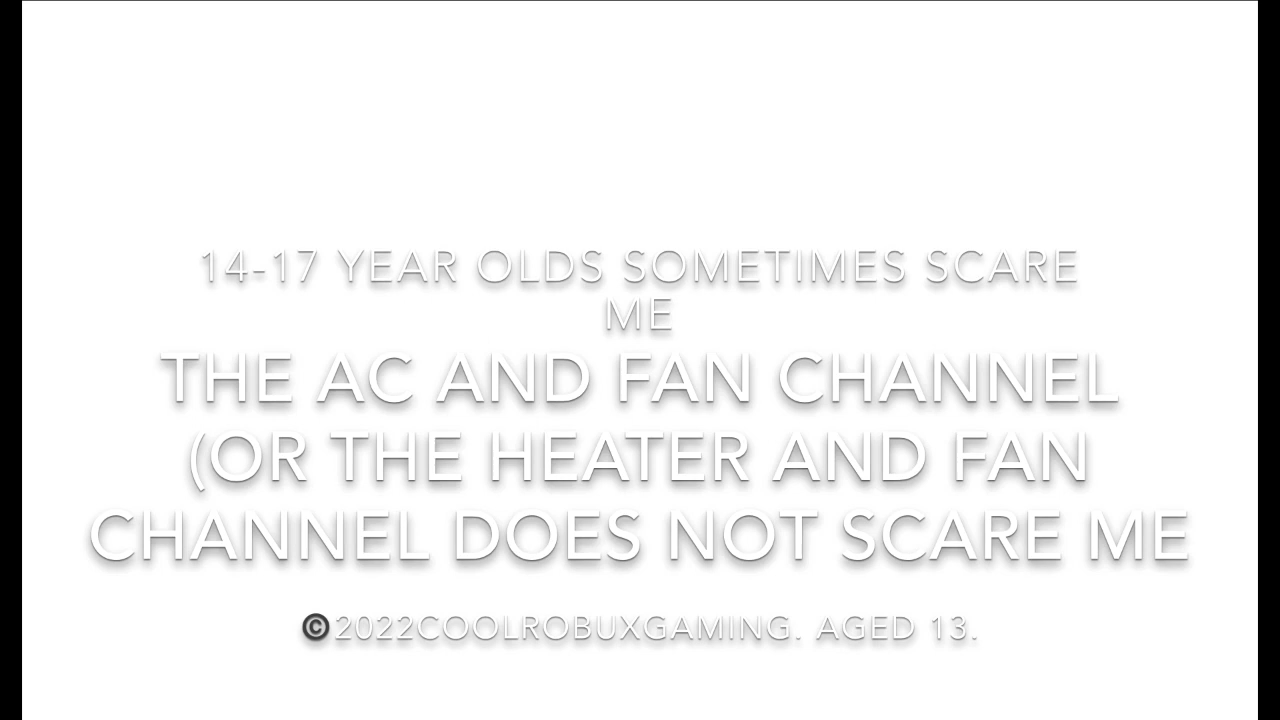 14-17 YEAR OLDS SOMETIMES SCARE
ME
THE AC AND FAN CHANNEL
(OR THE HEATER AND FAN
CHANNEL DOES NOT SCARE ME
©2022COOLROBUXGAMING. AGED 13.